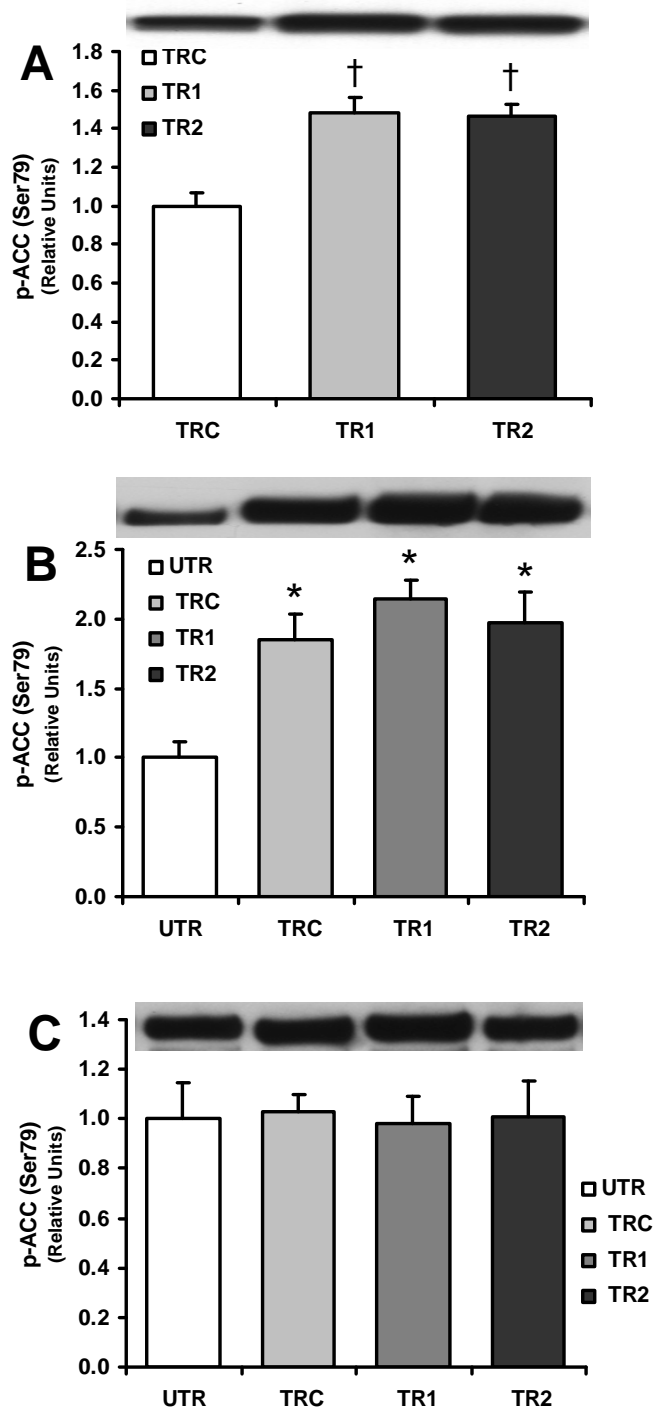 A
TRC
TR1
TR2
† †
1.8
1.6
1.4
1.2
1.0
0.8
0.6
0.4
0.2
0.0
p-ACC (Ser79)
(Relative Units)
TRC TR1 TR2
B
UTR
TRC
TR1
TR2
* * *
2.5
2.0
1.5
1.0
0.5
0.0
p-ACC (Ser79)
(Relative Units)
UTR TRC TR1 TR2
C
1.4
1.2
1.0
0.8
0.6
0.4
0.2
0.0
p-ACC (Ser79)
(Relative Units)
UTR
TRC
TR1
TR2
UTR TRC TR1 TR2